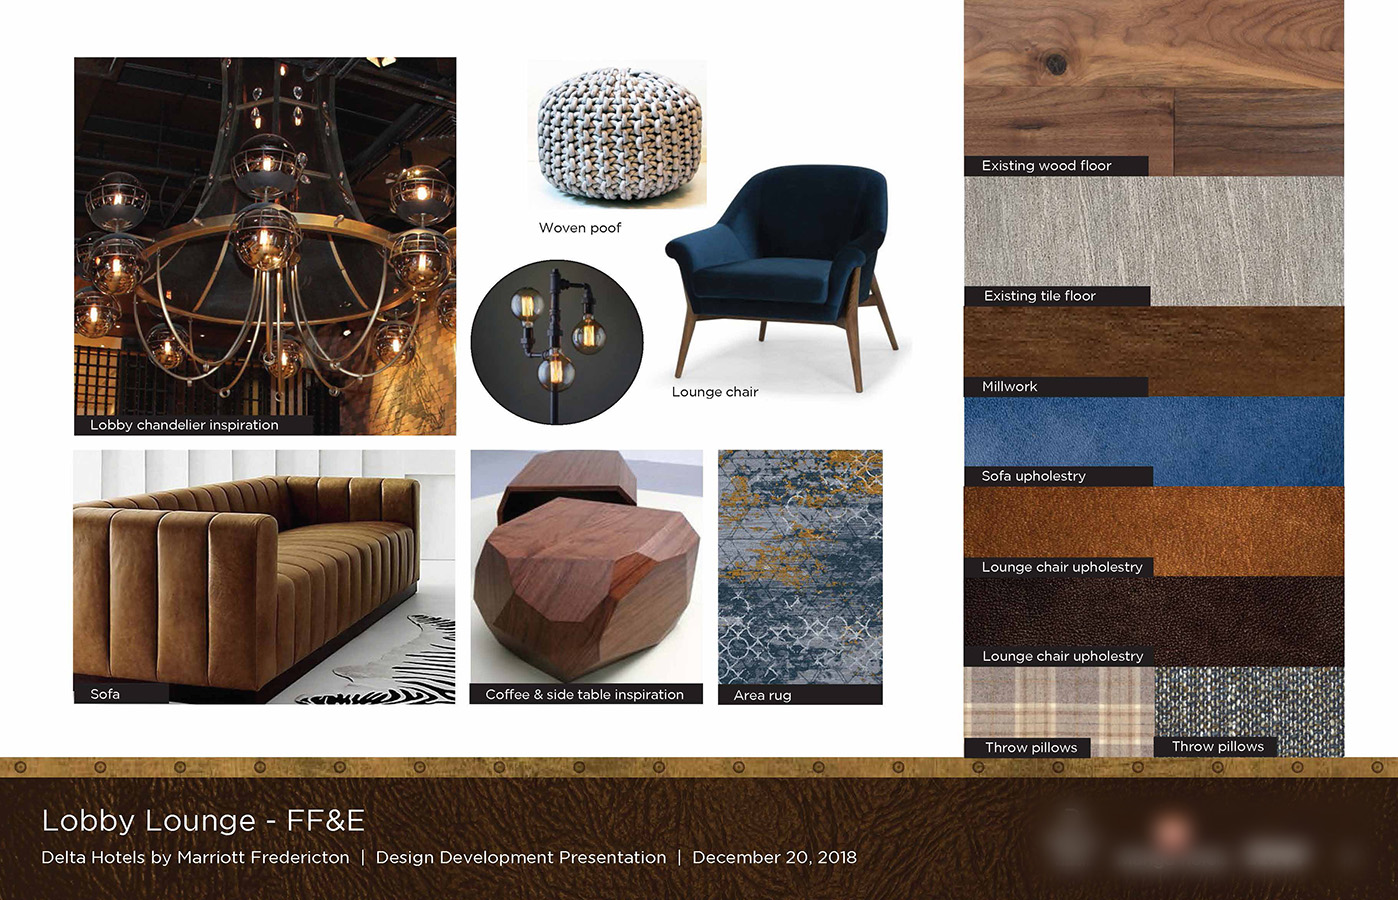 Lobby chandelier inspiration
Woven poof
Lounge chair
Sofa
Coffee & side table inspiration
Area rug
Existing wood floor
Existing tile floor
Millwork
Sofa upholestry
Lounge chair upholestry
Lounge chair upholestry
Throw pillows
Throw pillows
Lobby Lounge - FF&E
Delta Hotels by Marriott Fredericton | Design Development Presentation | December 20, 2018